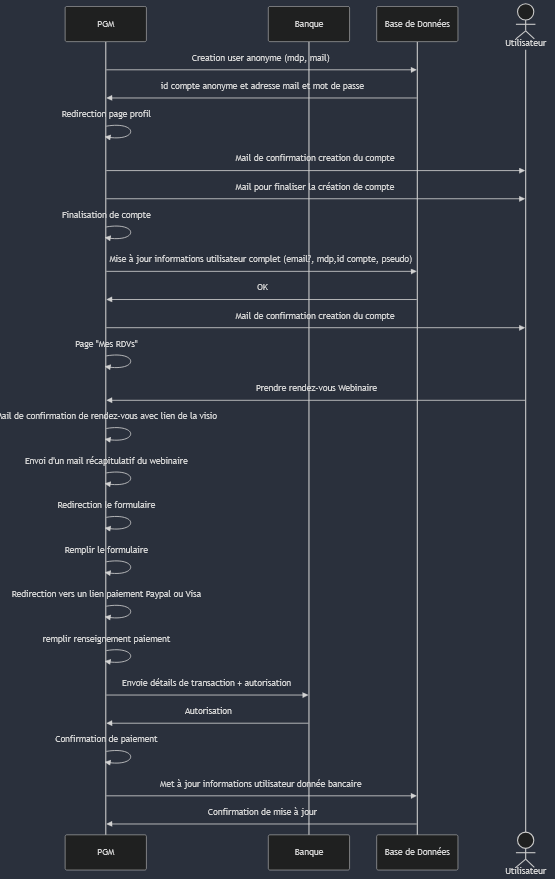 PGM
Banque
Base de Données
Utilisateur
Creation user anonyme (mdp, mail)
id compte anonyme et adresse mail et mot de passe
Redirection page profil
Mail de confirmation creation du compte
Mail pour finaliser la création de compte
Finalisation de compte
Mise à jour informations utilisateur complet (email?, mdp,id compte, pseudo)
OK
Mail de confirmation creation du compte
Page "Mes RDVs"
Prendre rendez-vous Webinaire
Mail de confirmation de rendez-vous avec lien de la visio
Envoi d'un mail récapitulatif du webinaire
Redirection le formulaire
Remplir le formulaire
Redirection vers un lien paiement Paypal ou Visa
remplir renseignement paiement
Envoie détails de transaction + autorisation
Autorisation
Confirmation de paiement
Met à jour informations utilisateur donnée bancaire
Confirmation de mise à jour
PGM
Banque
Base de Données
Utilisateur